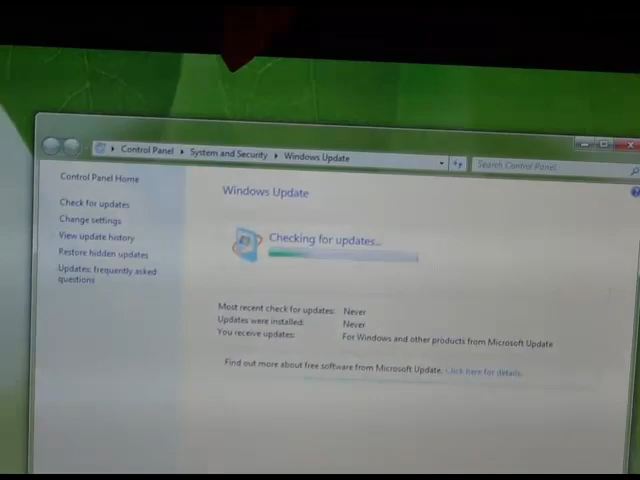 Control Panel ▸ System and Security ▸ Windows Update
Search Control Panel
Control Panel Home
Check for updates
Change settings
View update history
Restore hidden updates
Updates: frequently asked
questions
Windows Update
Checking for updates...
Most recent check for updates: Never
Updates were installed: Never
You receive updates: For Windows and other products from Microsoft Update
Find out more about free software from Microsoft Update. Click here for details.